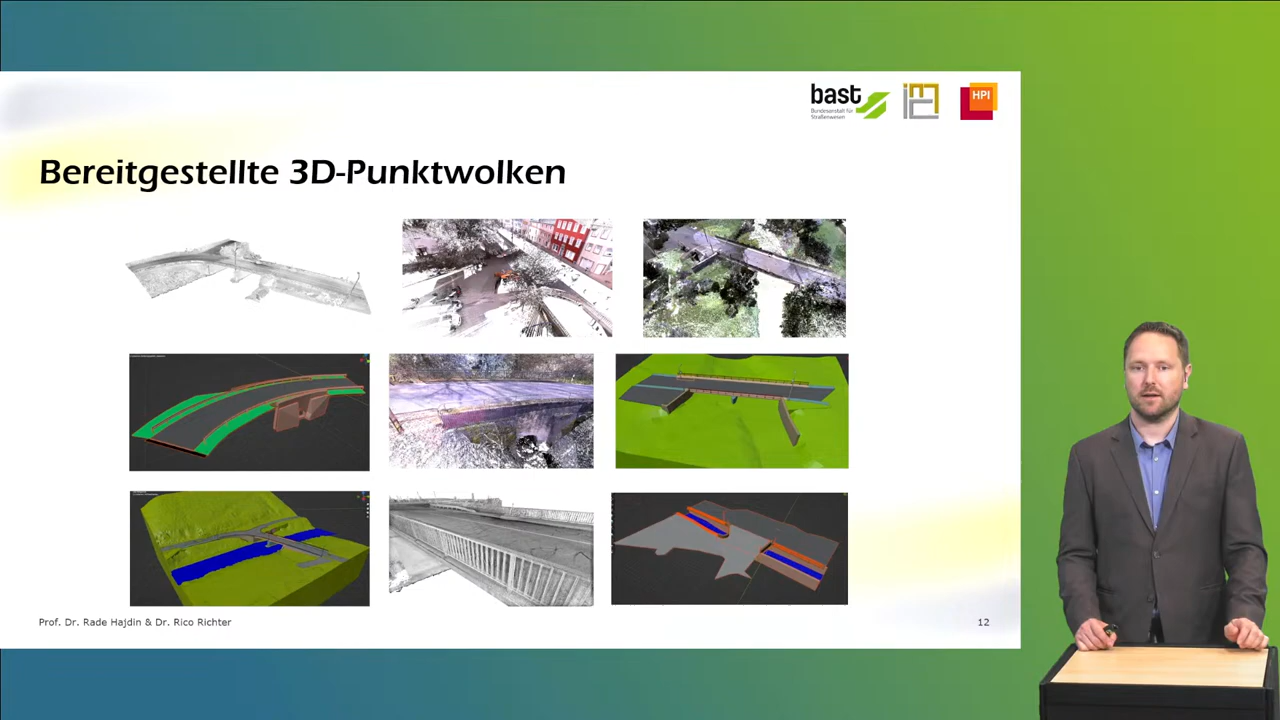 bast
Bundesanstalt für
Straßenwesen
HPI
Bereitgestellte 3D-Punktwolken
Prof. Dr. Rade Hajdin & Dr. Rico Richter
12